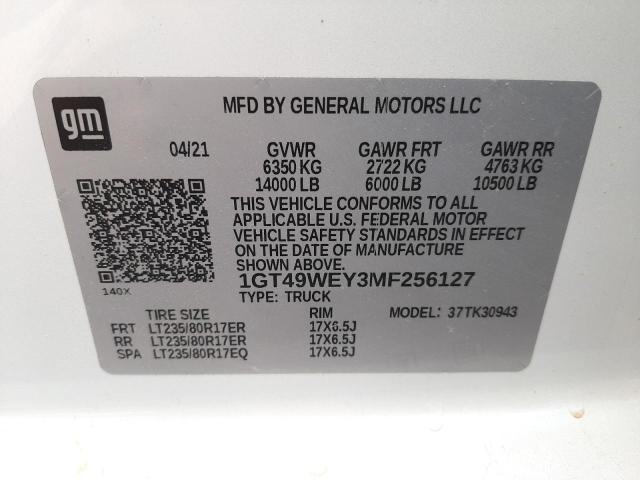 gm
MFD BY GENERAL MOTORS LLC
04/21 GVWR GAWR FRT GAWR RR
6350 KG 2722 KG 4763 KG
14000 LB 6000 LB 10500 LB
THIS VEHICLE CONFORMS TO ALL
APPLICABLE U.S. FEDERAL MOTOR
VEHICLE SAFETY STANDARDS IN EFFECT
ON THE DATE OF MANUFACTURE
SHOWN ABOVE.
1GT49WEY3MF256127
140X
TYPE: TRUCK
TIRE SIZE RIM MODEL: 37TK30943
FRT LT235/80R17ER 17X6.5J
RR LT235/80R17ER 17X6.5J
SPA LT235/80R17EQ 17X6.5J